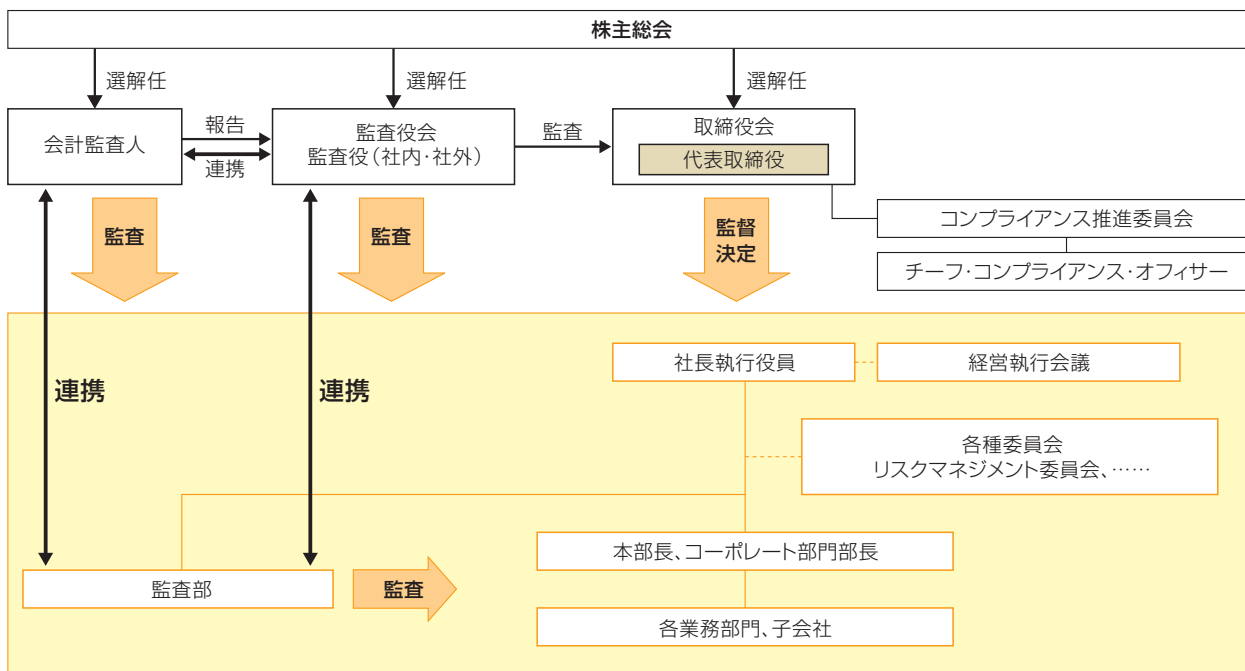 株主総会
選解任
選解任
選解任
会計監査人
報告
連携
監査役会
監査役（社内・社外）
監査
取締役会
代表取締役
監査
監査
監督
決定
コンプライアンス推進委員会
チーフ・コンプライアンス・オフィサー
連携
連携
社長執行役員
経営執行会議
各種委員会
リスクマネジメント委員会、……
本部長、コーポレート部門部長
監査部
監査
各業務部門、子会社